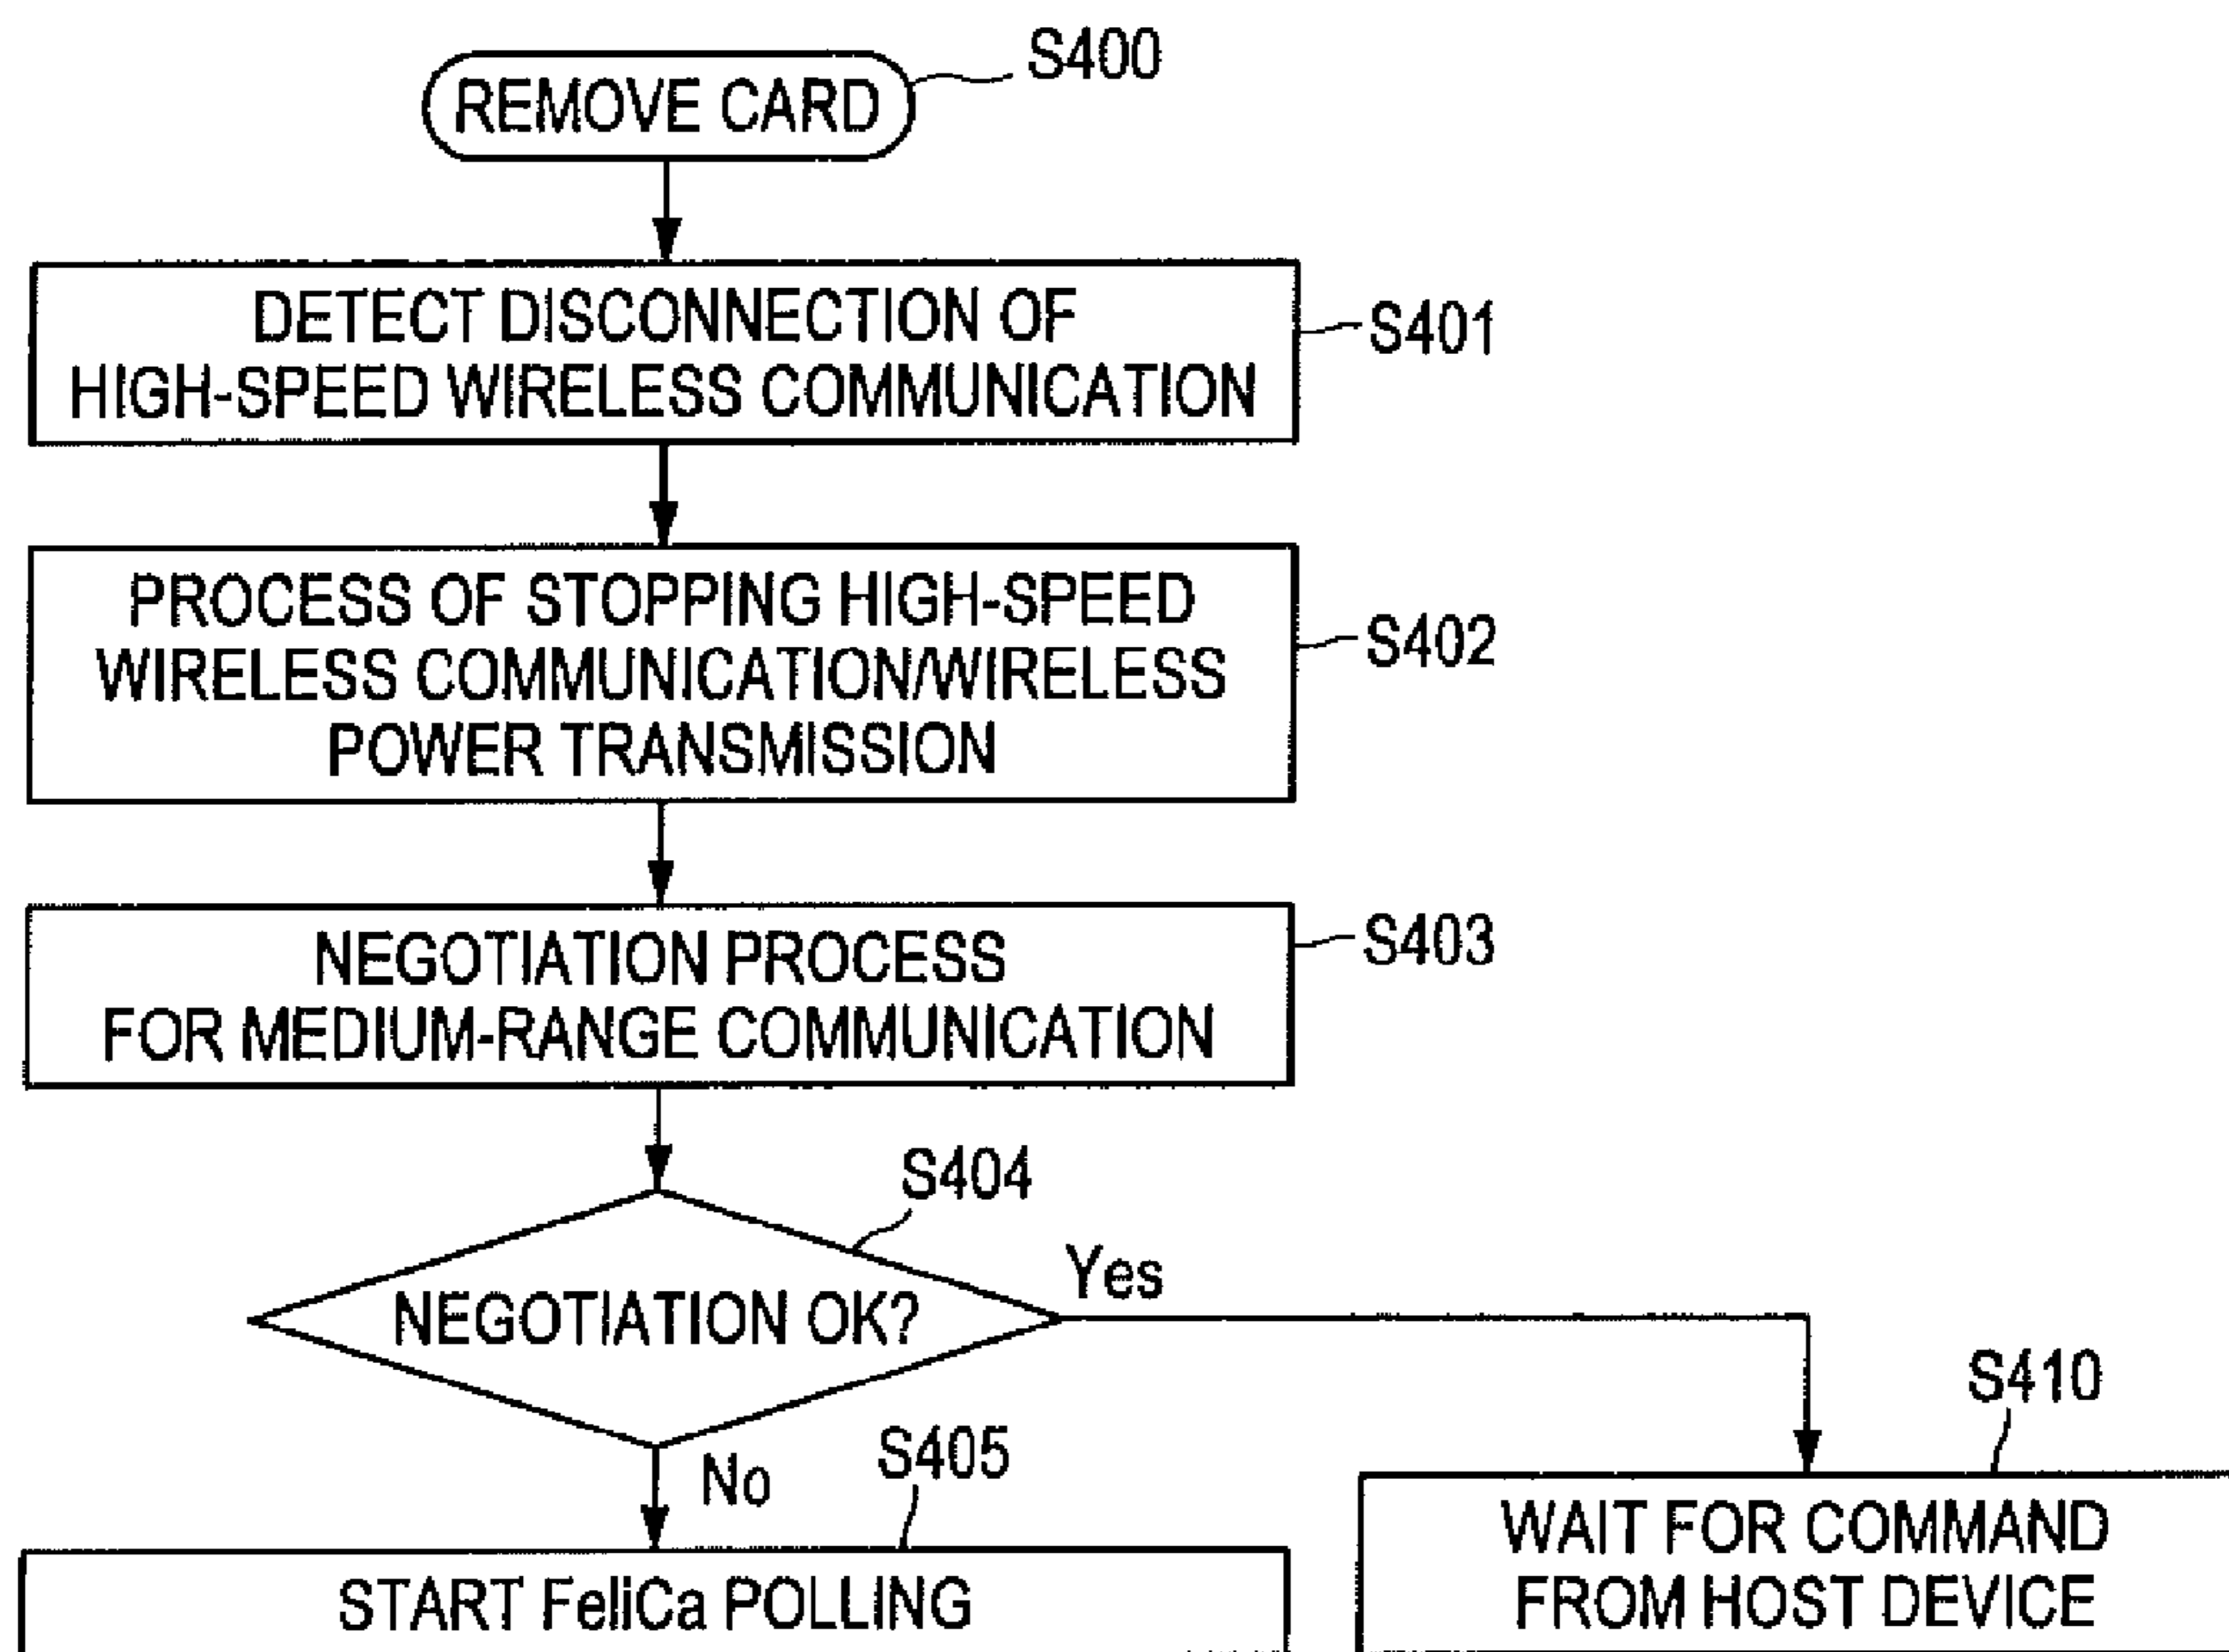 S400
REMOVE CARD
DETECT DISCONNECTION OF
HIGH-SPEED WIRELESS COMMUNICATION
S401
PROCESS OF STOPPING HIGH-SPEED
WIRELESS COMMUNICATION/WIRELESS
POWER TRANSMISSION
S402
NEGOTIATION PROCESS
FOR MEDIUM-RANGE COMMUNICATION
S403
S404
NEGOTIATION OK?
Yes
No
S405
START FeliCa POLLING
S410
WAIT FOR COMMAND
FROM HOST DEVICE